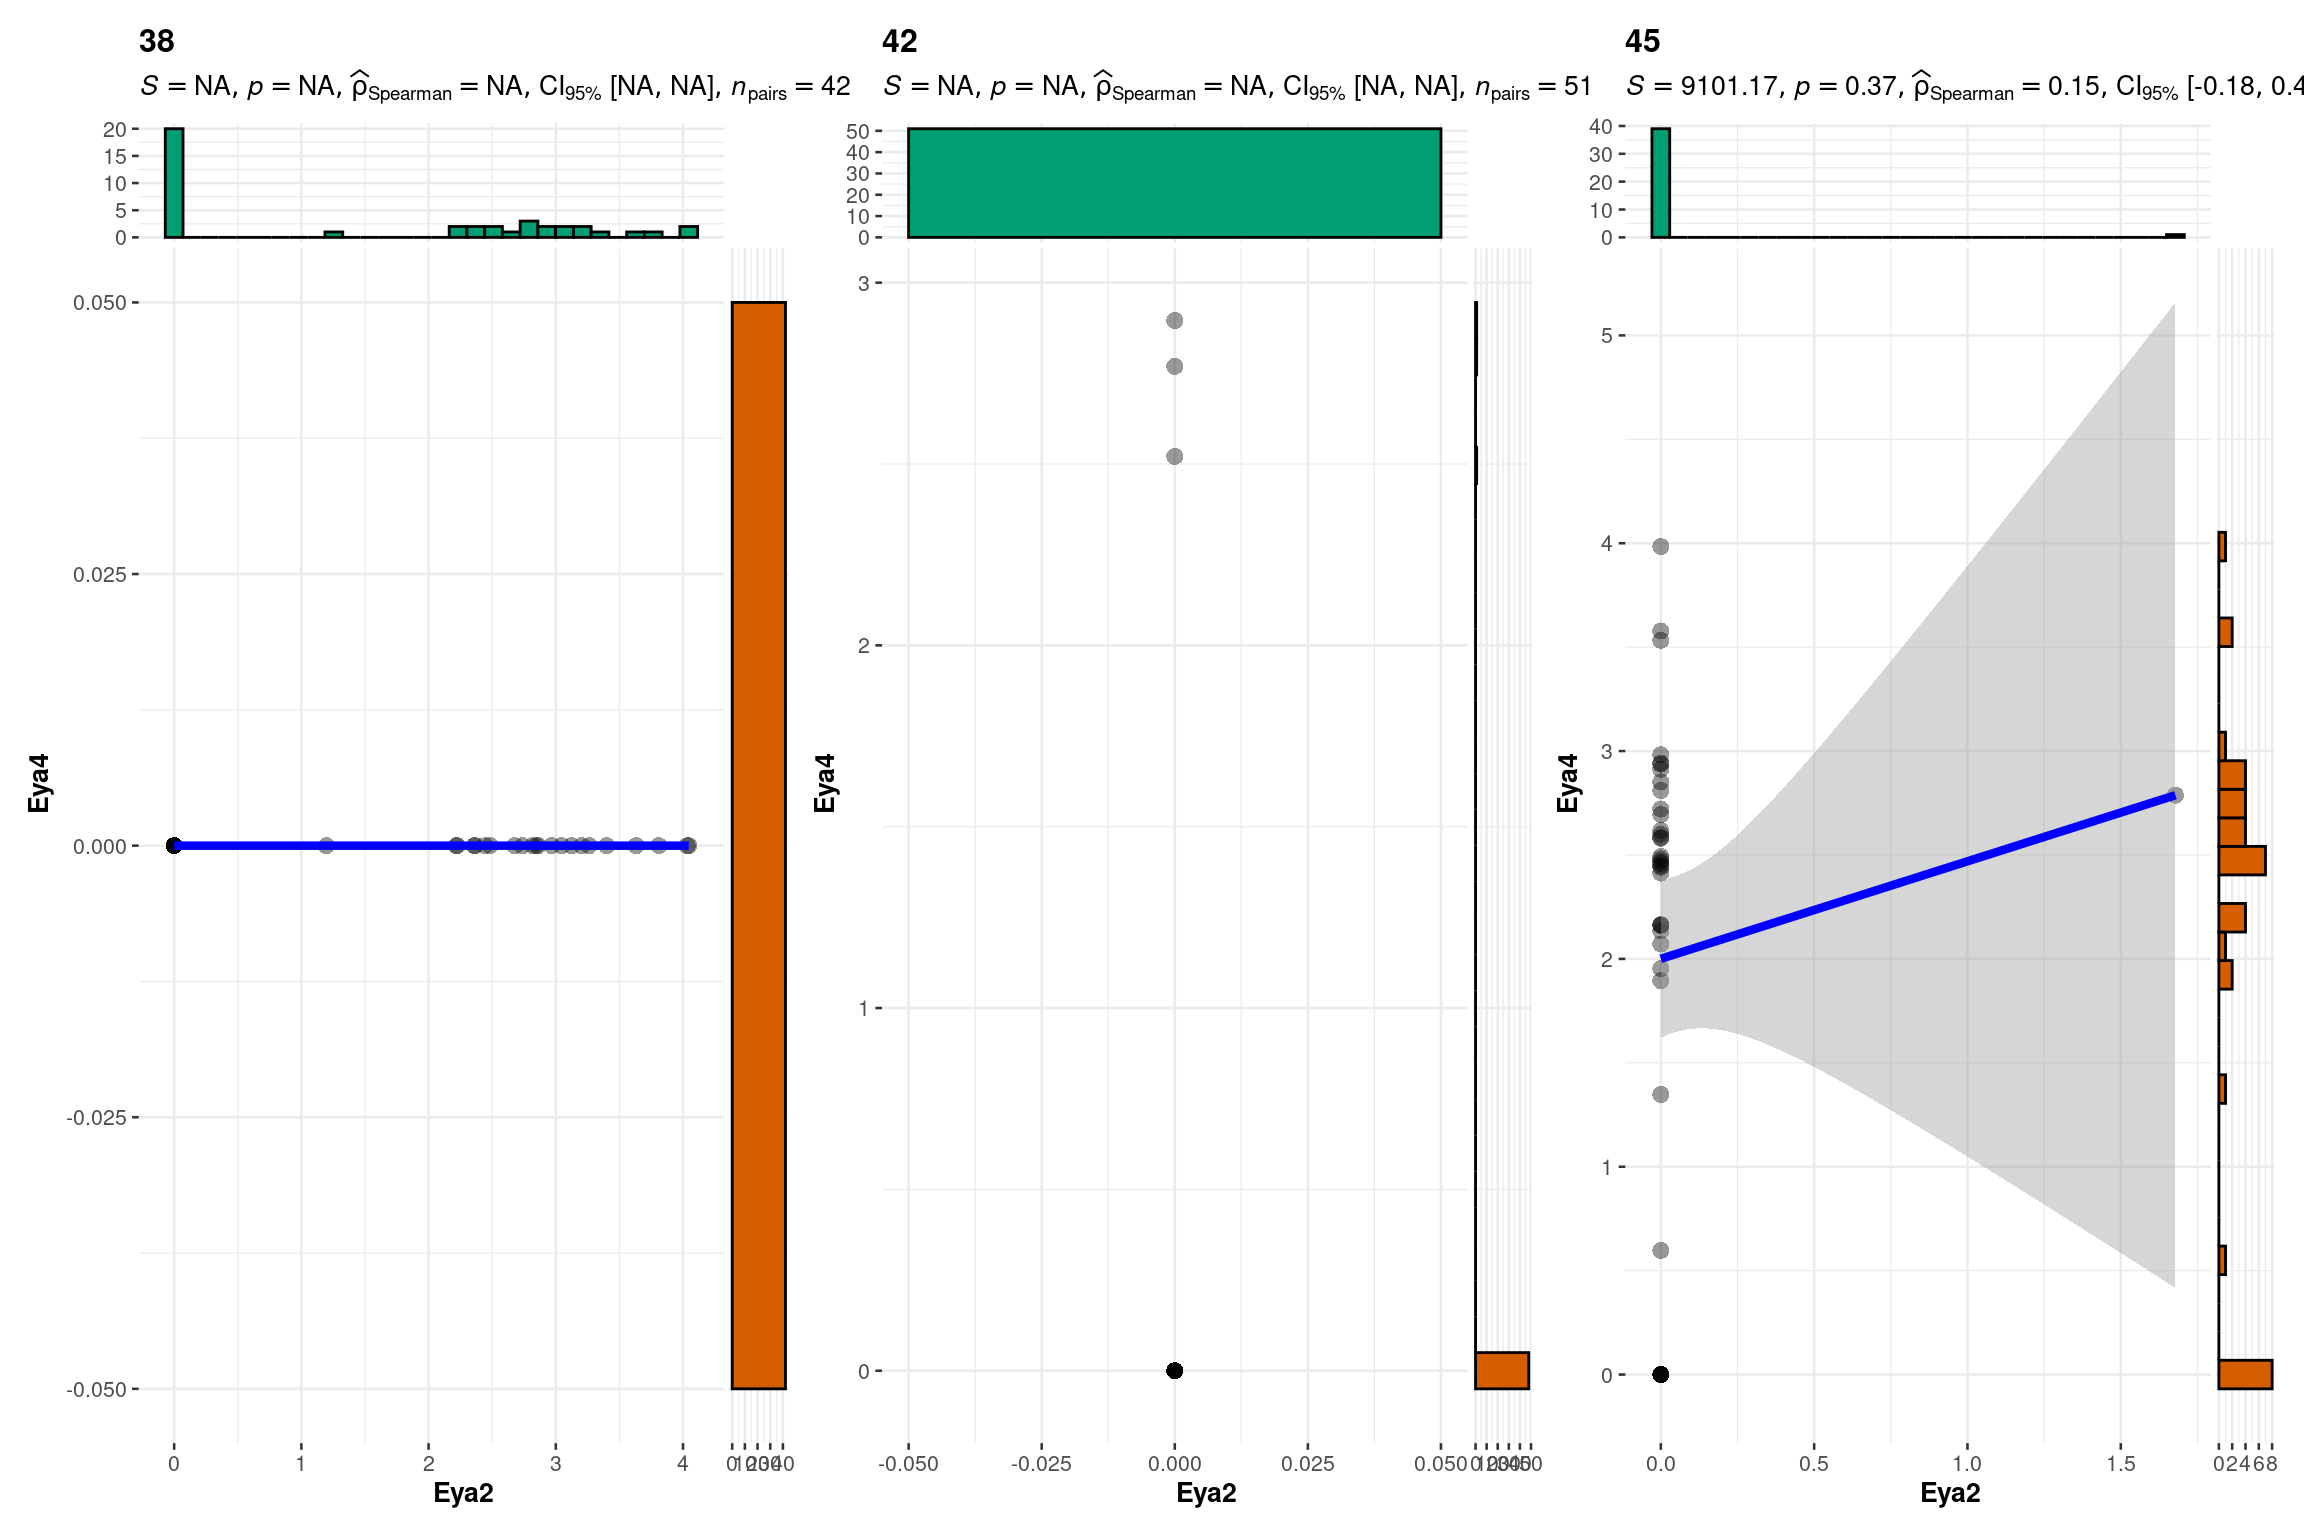 38
S = NA, p = NA, ρ̂Spearman = NA, CI95% [NA, NA], npairs = 42
20
15
10
5
0
0.050
0.025
0.000
-0.025
-0.050
Eya4
0 1 2 3 4
Eya2
42
S = NA, p = NA, ρ̂Spearman = NA, CI95% [NA, NA], npairs = 51
50
40
30
20
10
0
3
2
1
0
Eya4
-0.050 -0.025 0.000 0.025 0.050
Eya2
45
S = 9101.17, p = 0.37, ρ̂Spearman = 0.15, CI95% [-0.18, 0.4
40
30
20
10
0
5
4
3
2
1
0
Eya4
0.0 0.5 1.0 1.5
02468
Eya2